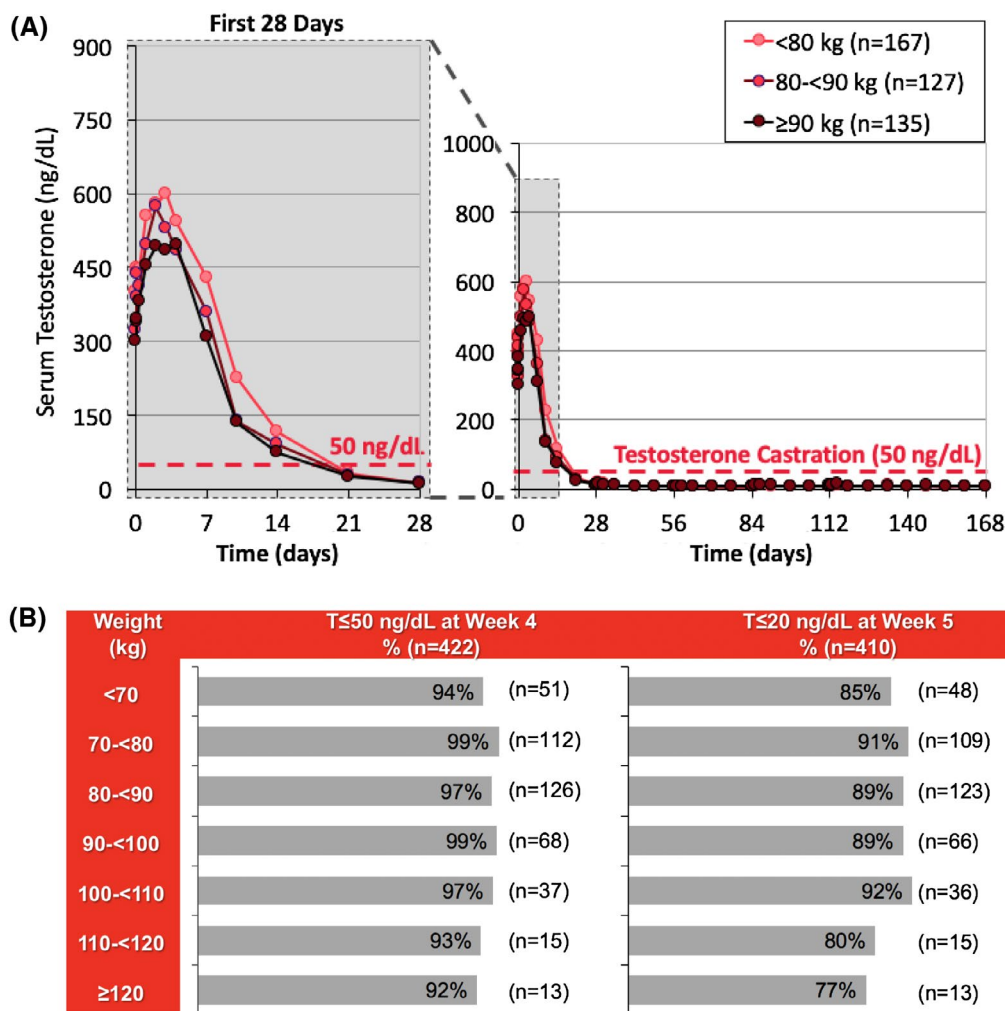 (A)
First 28 Days
<80 kg (n=167)
80-<90 kg (n=127)
≥90 kg (n=135)
Serum Testosterone (ng/dL)
900
750
600
450
300
150
0
50 ng/dL
0 7 14 21 28
Time (days)
1000
800
600
400
200
0
Testosterone Castration (50 ng/dL)
0 28 56 84 112 140 168
Time (days)
(B)
Weight (kg)
T≤50 ng/dL at Week 4
% (n=422)
T≤20 ng/dL at Week 5
% (n=410)
<70 94% (n=51) 85% (n=48)
70-<80 99% (n=112) 91% (n=109)
80-<90 97% (n=126) 89% (n=123)
90-<100 99% (n=68) 89% (n=66)
100-<110 97% (n=37) 92% (n=36)
110-<120 93% (n=15) 80% (n=15)
≥120 92% (n=13) 77% (n=13)